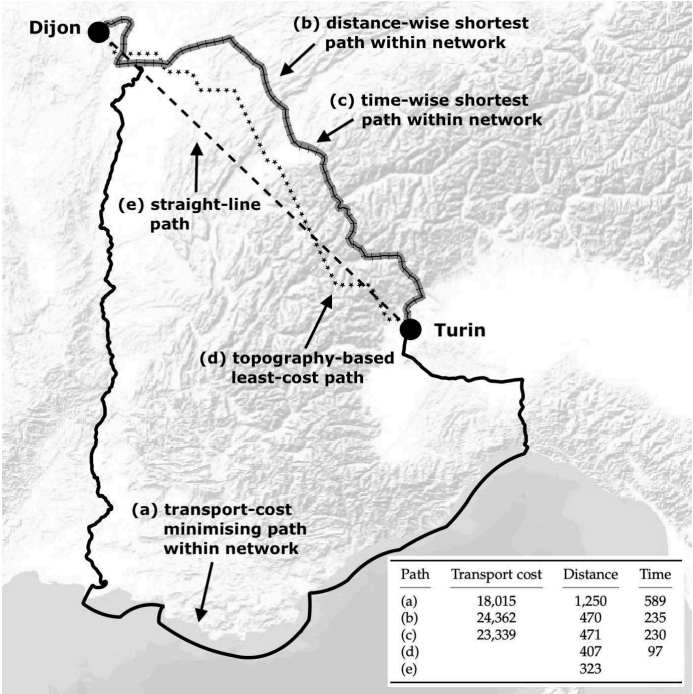 Dijon
(b) distance-wise shortest
path within network
(c) time-wise shortest
path within network
(e) straight-line
path
Turin
(d) topography-based
least-cost path
(a) transport-cost
minimising path
within network
Path Transport cost Distance Time
(a) 18,015 1,250 589
(b) 24,362 470 235
(c) 23,339 471 230
(d) 407 97
(e) 323